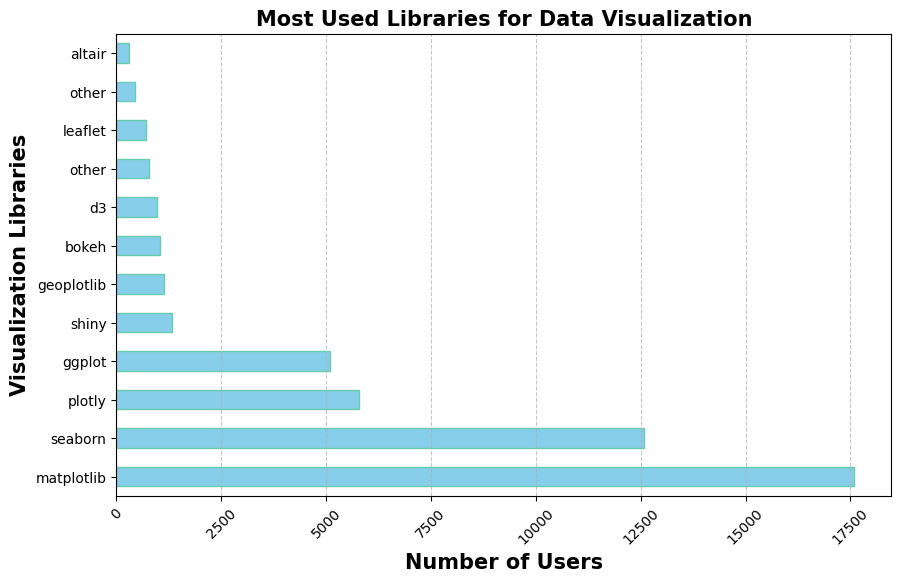 Most Used Libraries for Data Visualization
Visualization Libraries
altair
other
leaflet
other
d3
bokeh
geoplotlib
shiny
ggplot
plotly
seaborn
matplotlib
0
2500
5000
7500
10000
12500
15000
17500
Number of Users